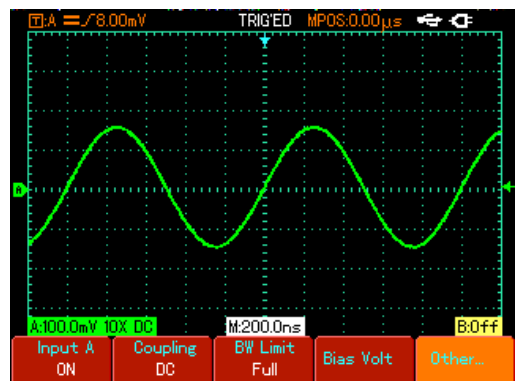 T:A 8.00mV TRIG'ED MPOS:0.00μs
A
A:100.0mV 10X DC M:200.0ns B:Off
Input A Coupling BW Limit Bias Volt Other...
ON DC Full